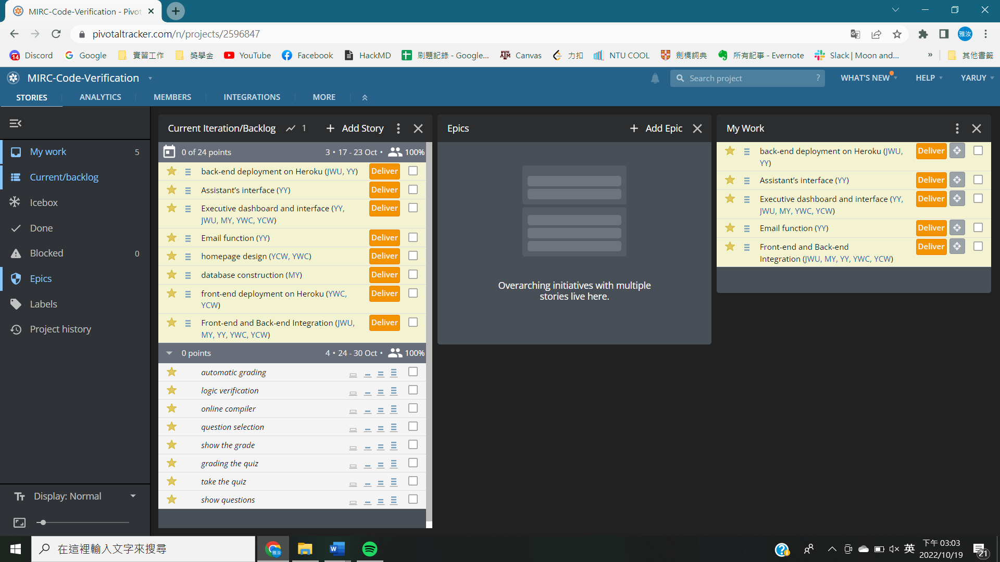 MIRC-Code-Verification - Pivot
pivotaltracker.com/n/projects/2596847
雅汝
14 Discord
Google
實習工作
獎學金
YouTube
Facebook
HackMD
刷題記錄 - Google...
Canvas
力扣
NTU COOL
劍橋詞典
所有記事 - Evernote
Slack | Moon and...
»
其他書籤
MIRC-Code-Verification
Search project ?
WHAT'S NEW
HELP
YARUY
STORIES
ANALYTICS
MEMBERS
INTEGRATIONS
MORE
My work 5
Current/backlog
Icebox
Done
Blocked 0
Epics
Labels
Project history
Display: Normal
Current Iteration/Backlog 1 + Add Story
0 of 24 points 3 • 17 - 23 Oct • 100%
back-end deployment on Heroku (JWU, YY) Deliver
Assistant's interface (YY) Deliver
Executive dashboard and interface (YY, Deliver
JWU, MY, YWC, YCW)
Email function (YY) Deliver
homepage design (YCW, YWC) Deliver
database construction (MY) Deliver
front-end deployment on Heroku (YWC, Deliver
YCW)
Front-end and Back-end Integration (JWU, Deliver
MY, YY, YWC, YCW)
0 points 4 • 24 - 30 Oct • 100%
automatic grading
logic verification
online compiler
question selection
show the grade
grading the quiz
take the quiz
show questions
Epics + Add Epic
Overarching initiatives with multiple
stories live here.
My Work
back-end deployment on Heroku (JWU, Deliver
YY)
Assistant's interface (YY) Deliver
Executive dashboard and interface (YY, Deliver
JWU, MY, YWC, YCW)
Email function (YY) Deliver
Front-end and Back-end Deliver
Integration (JWU, MY, YY, YWC, YCW)
在這裡輸入文字來搜尋
雅汝
英
下午 03:03
2022/10/19
21